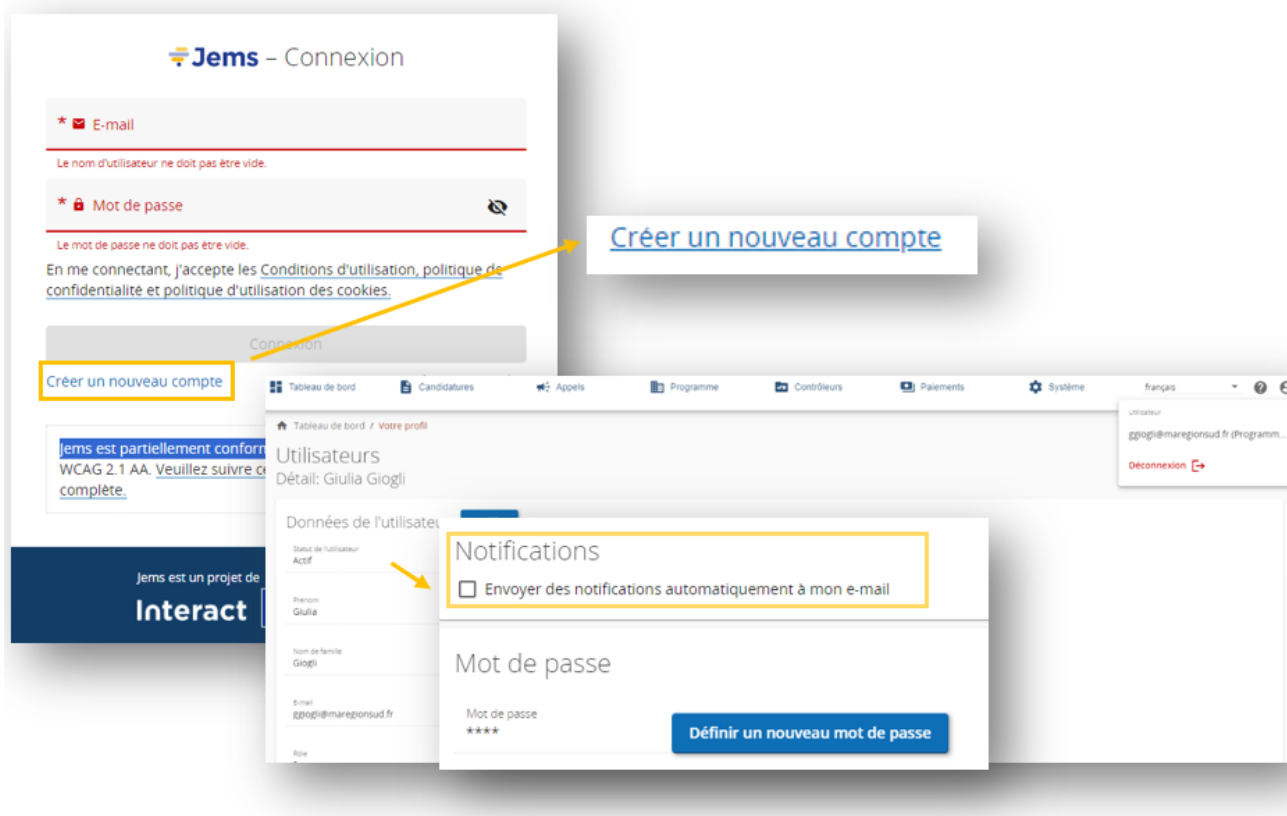 Jems – Connexion
* E-mail
Le nom d'utilisateur ne doit pas être vide.
* Mot de passe
Le mot de passe ne doit pas être vide.
En me connectant, j'accepte les Conditions d'utilisation, politique de
confidentialité et politique d'utilisation des cookies.
Connexion
Créer un nouveau compte
Créer un nouveau compte
Jems est partiellement conform
WCAG 2.1 AA. Veuillez suivre ce
complète.
Jems est un projet de
Interact
Tableau de bord Candidatures Appels Programme Contrôleurs Paiements Système français
Utilisateur
ggiogli@maregionsud.fr (Programm...
Déconnexion
Tableau de bord / Votre profil
Utilisateurs
Détail: Giulia Giogli
Données de l'utilisateu
Statut de l'utilisateur
Actif
Prénom
Giulia
Nom de famille
Giogli
E-mail
ggiogli@maregionsud.fr
Rôle
Notifications
Envoyer des notifications automatiquement à mon e-mail
Mot de passe
Mot de passe
****
Définir un nouveau mot de passe